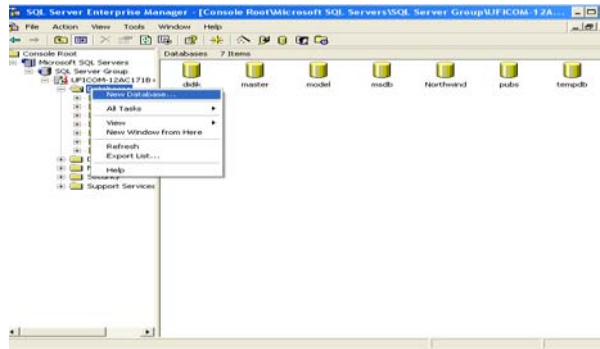 SQL Server Enterprise Manager - [Console Root\Microsoft SQL Servers\SQL Server Group\UFICOM-12A...
File Action View Tools Window Help
Console Root
Databases 7 Items
Microsoft SQL Servers
SQL Server Group
UFICOM-12AC171B
New Database...
All Tasks
View
New Window from Here
Refresh
Export List...
Help
didik master model msdb Northwind pubs tempdb
Security
Support Services